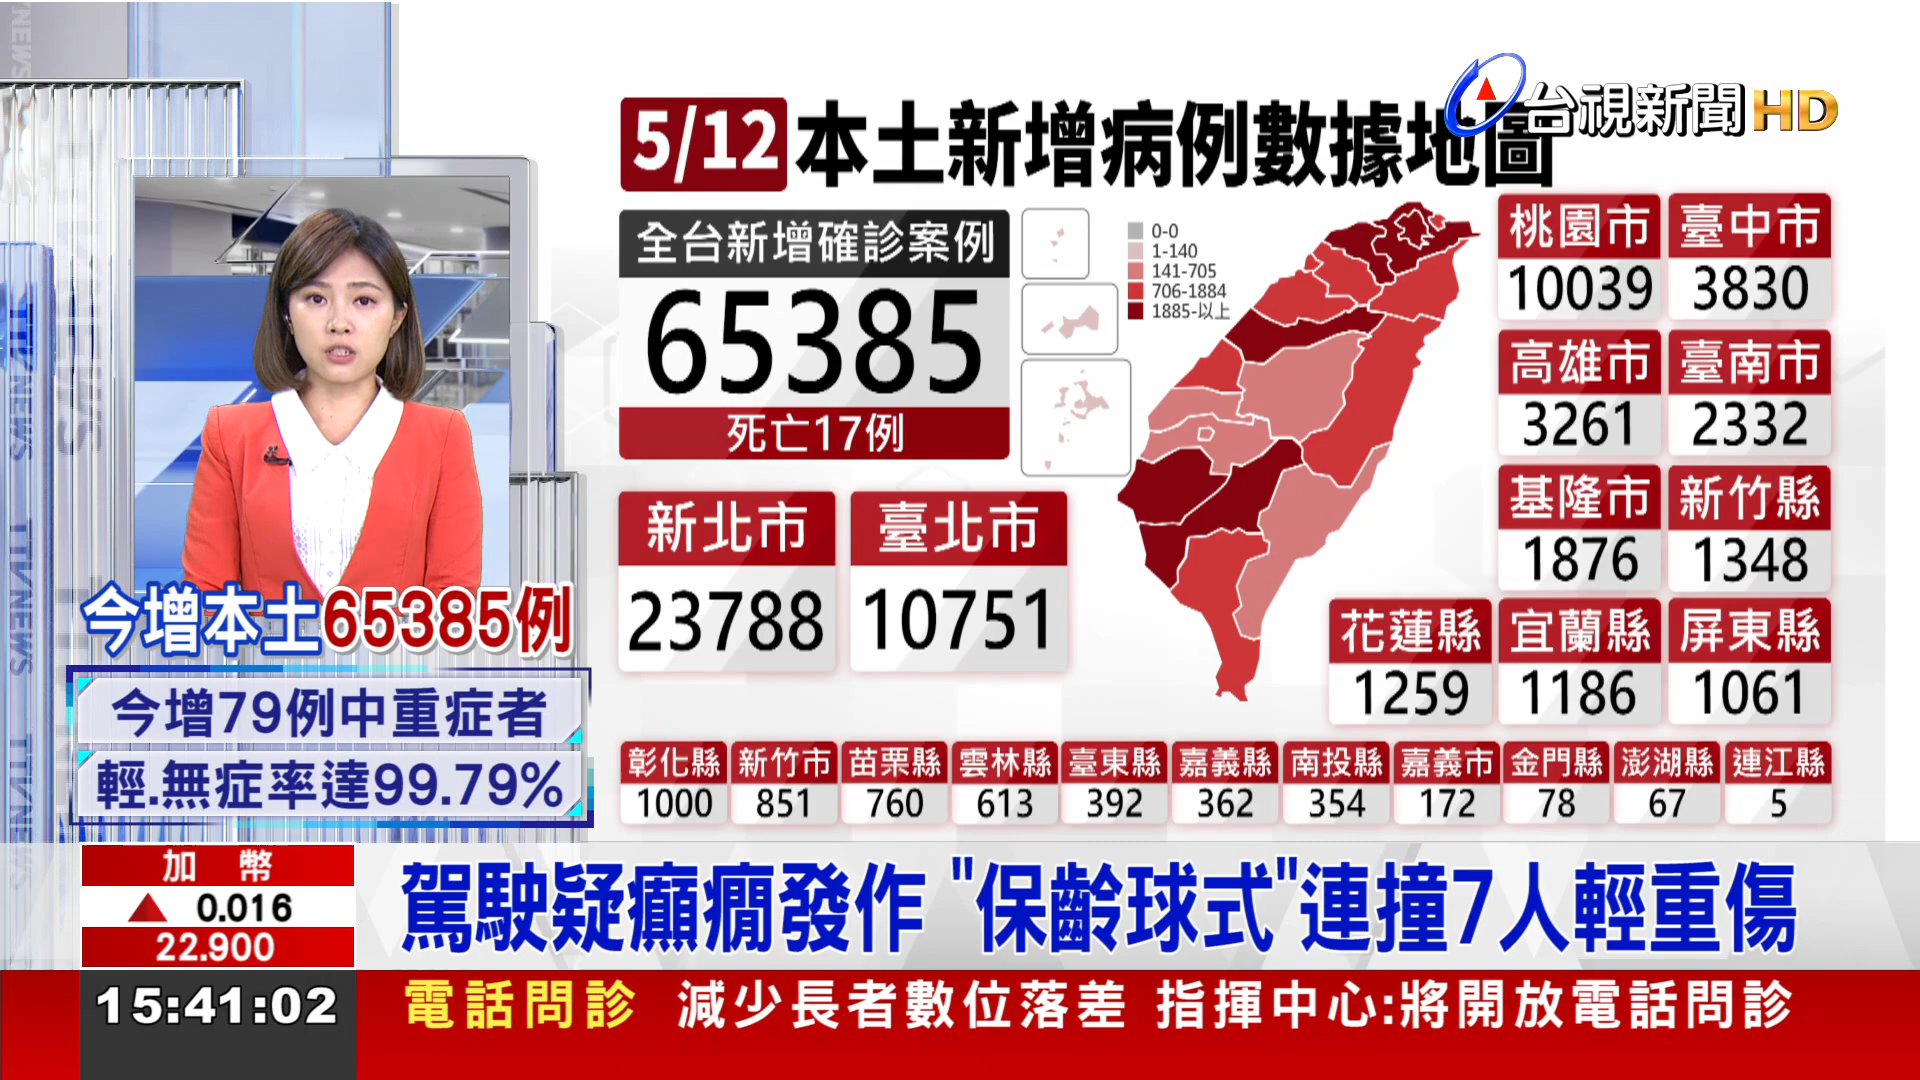 台視新聞 HD
5/12 本土新增病例數據地圖
全台新增確診案例
65385
死亡17例
0-0
1-140
141-705
706-1884
1885-以上
新北市
23788
臺北市
10751
桃園市
10039
臺中市
3830
高雄市
3261
臺南市
2332
基隆市
1876
新竹縣
1348
花蓮縣
1259
宜蘭縣
1186
屏東縣
1061
彰化縣
1000
新竹市
851
苗栗縣
760
雲林縣
613
臺東縣
392
嘉義縣
362
南投縣
354
嘉義市
172
金門縣
78
澎湖縣
67
連江縣
5
TTV NEWS
今增本土65385例
今增79例中重症者
輕.無症率達99.79%
加 幣
▲ 0.016
22.900
15:41:02
駕駛疑癲癇發作 "保齡球式"連撞7人輕重傷
電話問診 減少長者數位落差 指揮中心:將開放電話問診